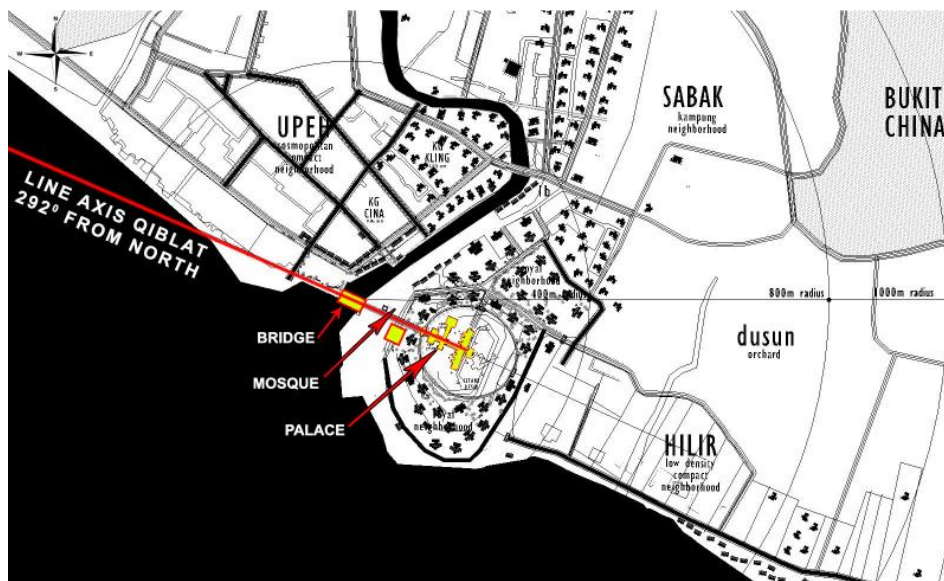 N
W
E
S
SABAK
kampung
neighborhood
BUKIT
CHINA
UPEH
cosmopolitan
compact
neighborhood
KG
KLING
KG
CINA
LINE AXIS QIBLAT
292⁰ FROM NORTH
royal
neighborhood
400m radius
800m radius
1000m radius
BRIDGE
MOSQUE
PALACE
dusun
orchard
royal
neighborhood
HILIR
low density
compact
neighborhood